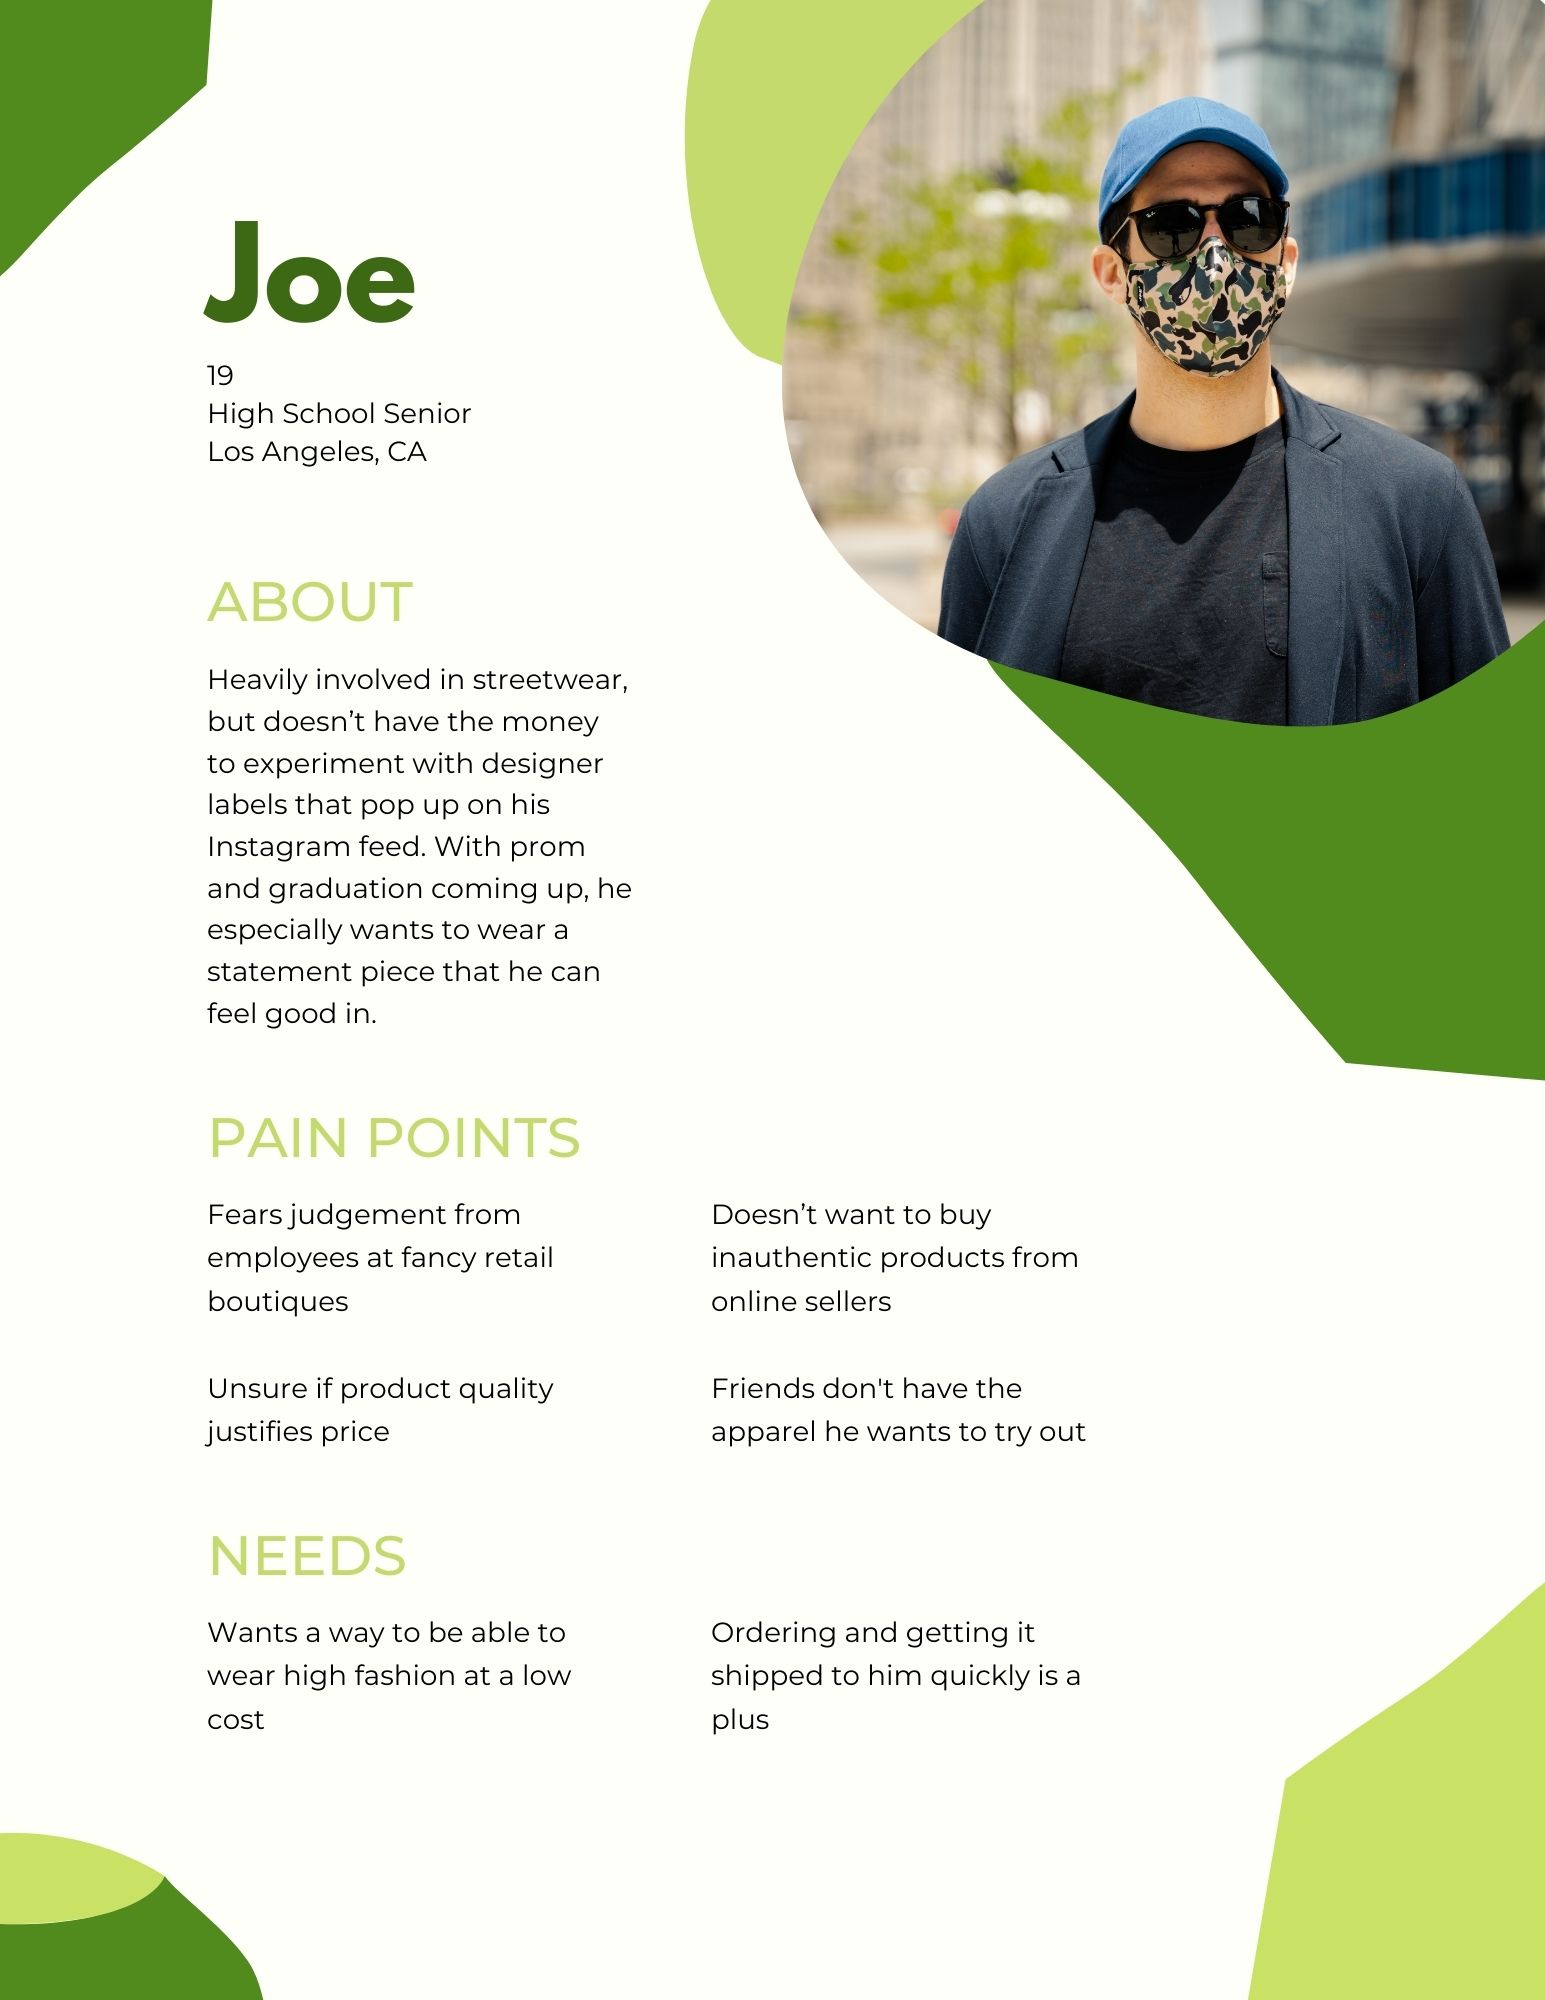 Joe
19
High School Senior
Los Angeles, CA
ABOUT
Heavily involved in streetwear,
but doesn’t have the money
to experiment with designer
labels that pop up on his
Instagram feed. With prom
and graduation coming up, he
especially wants to wear a
statement piece that he can
feel good in.
PAIN POINTS
Fears judgement from
employees at fancy retail
boutiques
Unsure if product quality
justifies price
Doesn’t want to buy
inauthentic products from
online sellers
Friends don't have the
apparel he wants to try out
NEEDS
Wants a way to be able to
wear high fashion at a low
cost
Ordering and getting it
shipped to him quickly is a
plus